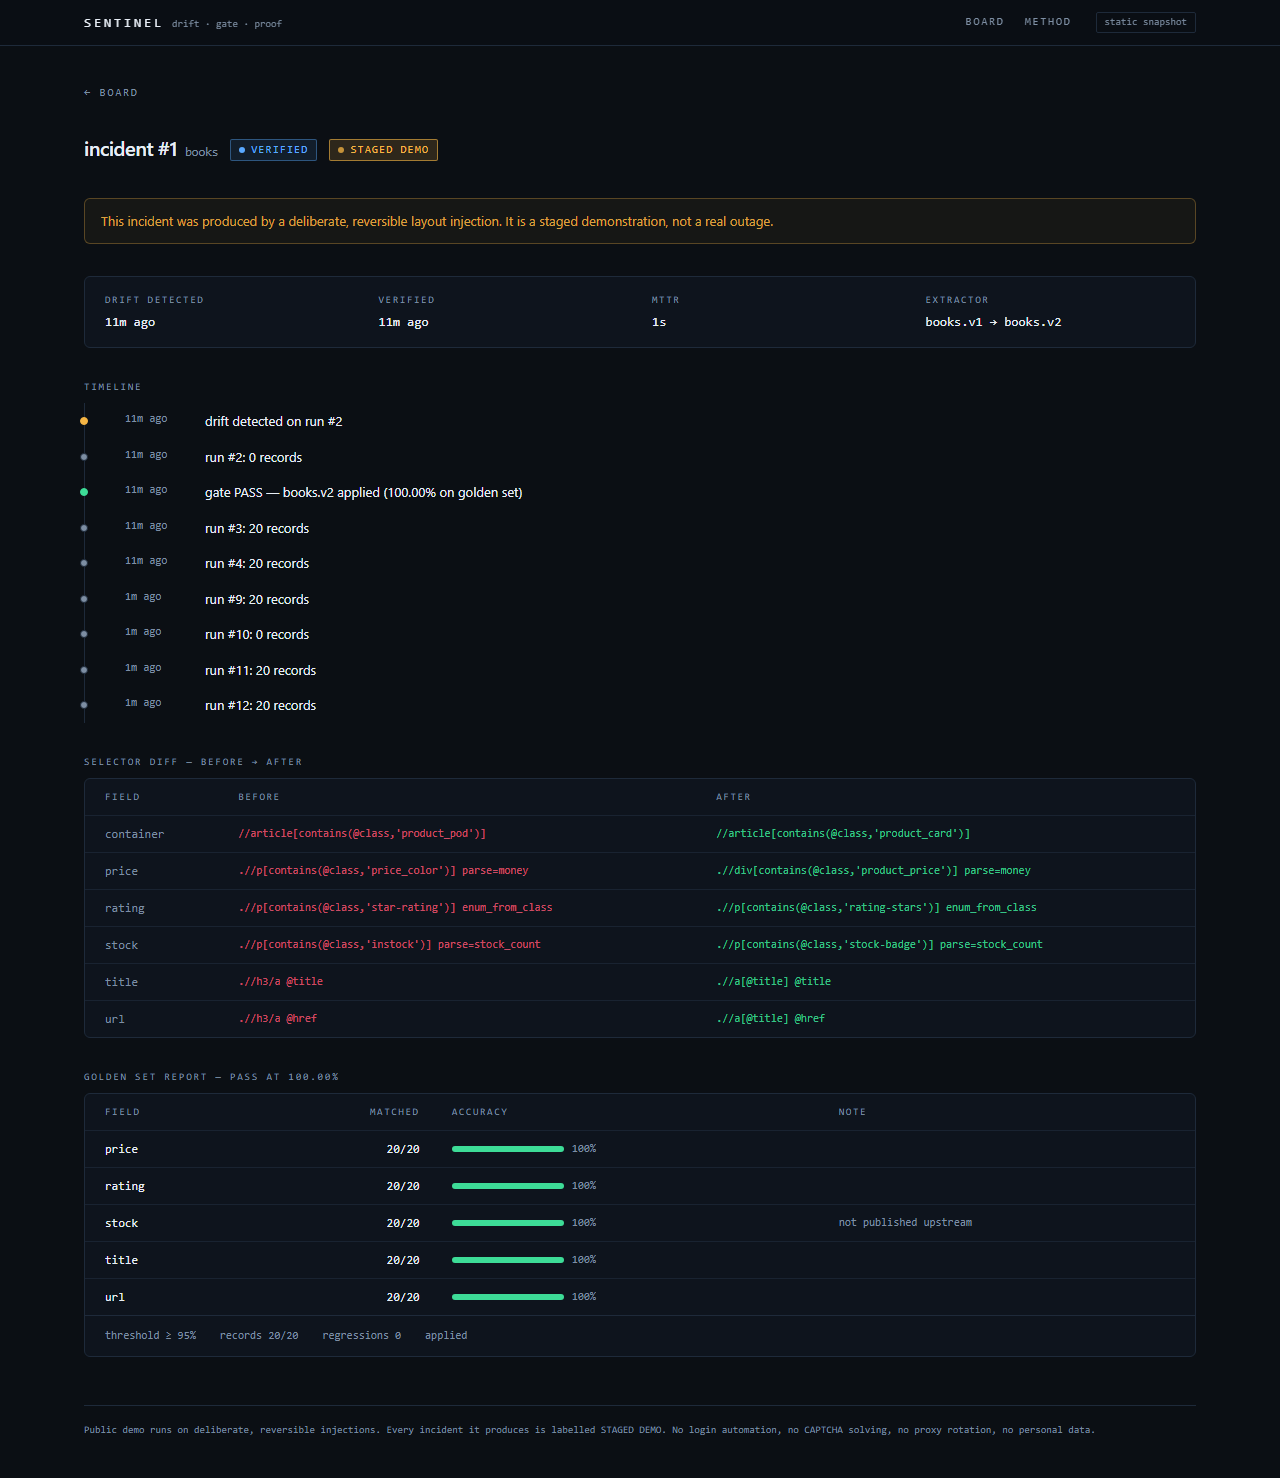 SENTINEL drift · gate · proof BOARD METHOD static snapshot
← BOARD
incident #1 books VERIFIED STAGED DEMO
This incident was produced by a deliberate, reversible layout injection. It is a staged demonstration, not a real outage.
DRIFT DETECTED VERIFIED MTTR EXTRACTOR
11m ago 11m ago 1s books.v1 → books.v2
TIMELINE
11m ago drift detected on run #2
11m ago run #2: 0 records
11m ago gate PASS — books.v2 applied (100.00% on golden set)
11m ago run #3: 20 records
11m ago run #4: 20 records
1m ago run #9: 20 records
1m ago run #10: 0 records
1m ago run #11: 20 records
1m ago run #12: 20 records
SELECTOR DIFF — BEFORE → AFTER
FIELD BEFORE AFTER
container //article[contains(@class,'product_pod')] //article[contains(@class,'product_card')]
price .//p[contains(@class,'price_color')] parse=money .//div[contains(@class,'product_price')] parse=money
rating .//p[contains(@class,'star-rating')] enum_from_class .//p[contains(@class,'rating-stars')] enum_from_class
stock .//p[contains(@class,'instock')] parse=stock_count .//p[contains(@class,'stock-badge')] parse=stock_count
title .//h3/a @title .//a[@title] @title
url .//h3/a @href .//a[@title] @href
GOLDEN SET REPORT — PASS AT 100.00%
FIELD MATCHED ACCURACY NOTE
price 20/20 100%
rating 20/20 100%
stock 20/20 100% not published upstream
title 20/20 100%
url 20/20 100%
threshold ≥ 95% records 20/20 regressions 0 applied
Public demo runs on deliberate, reversible injections. Every incident it produces is labelled STAGED DEMO. No login automation, no CAPTCHA solving, no proxy rotation, no personal data.